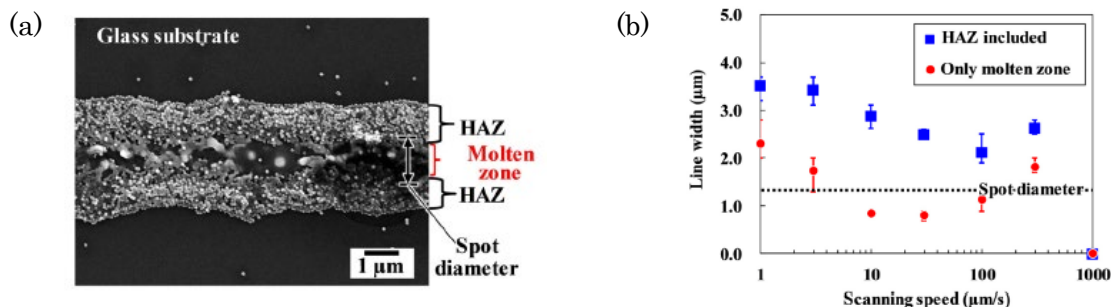 (a)
Glass substrate
HAZ
Molten
zone
HAZ
Spot
diameter
1 μm
(b)
Line width (μm)
5.0
4.0
3.0
2.0
1.0
0.0
HAZ included
Only molten zone
Spot diameter
1
10
100
1000
Scanning speed (μm/s)